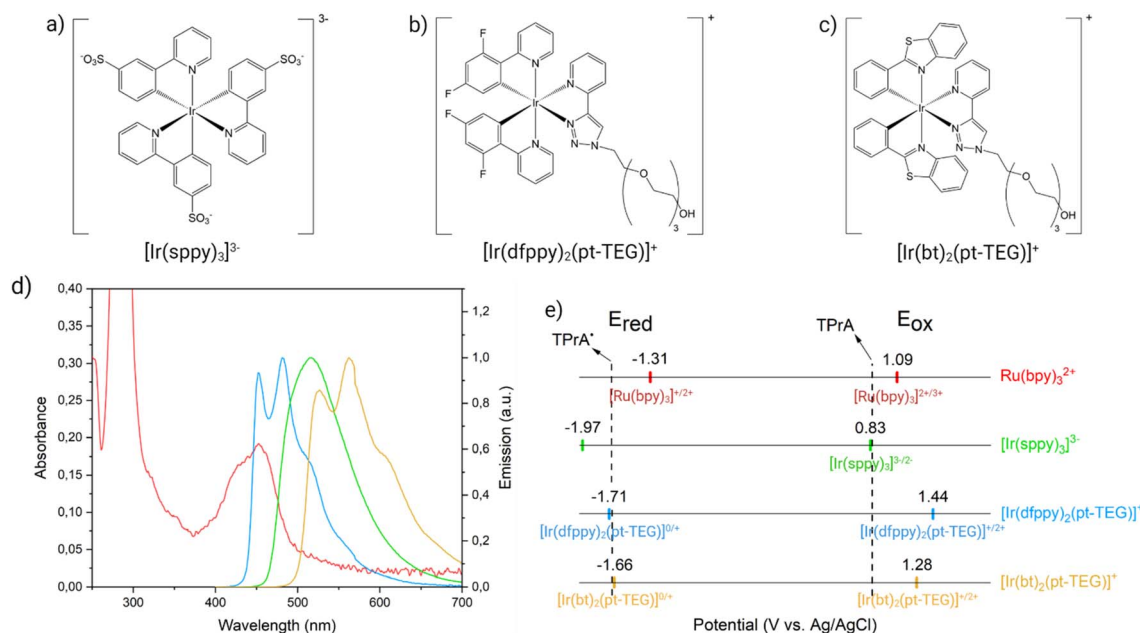 a)
3-
-O3S
SO3-
N
N
Ir
N
SO3-
[Ir(sppy)3]3-
b)
+
F
F
N
N
Ir
F
N
N
N
N
F
O
3
OH
[Ir(dfppy)2(pt-TEG)]+
c)
+
S
N
N
Ir
N
N
N
N
S
O
3
OH
[Ir(bt)2(pt-TEG)]+
d)
0,40
0,35
0,30
0,25
0,20
0,15
0,10
0,05
0,00
Absorbance
300
400
500
600
700
Wavelength (nm)
1,2
1,0
0,8
0,6
0,4
0,2
0,0
Emission (a.u.)
e)
Ered
Eox
TPrA•
TPrA
-1.31
1.09
Ru(bpy)32+
[Ru(bpy)3]+/2+
[Ru(bpy)3]2+/3+
-1.97
0.83
[Ir(sppy)3]3-
[Ir(sppy)3]3-/2-
-1.71
1.44
[Ir(dfppy)2(pt-TEG)]+
[Ir(dfppy)2(pt-TEG)]0/+
[Ir(dfppy)2(pt-TEG)]+/2+
-1.66
1.28
[Ir(bt)2(pt-TEG)]+
[Ir(bt)2(pt-TEG)]0/+
[Ir(bt)2(pt-TEG)]+/2+
Potential (V vs. Ag/AgCl)